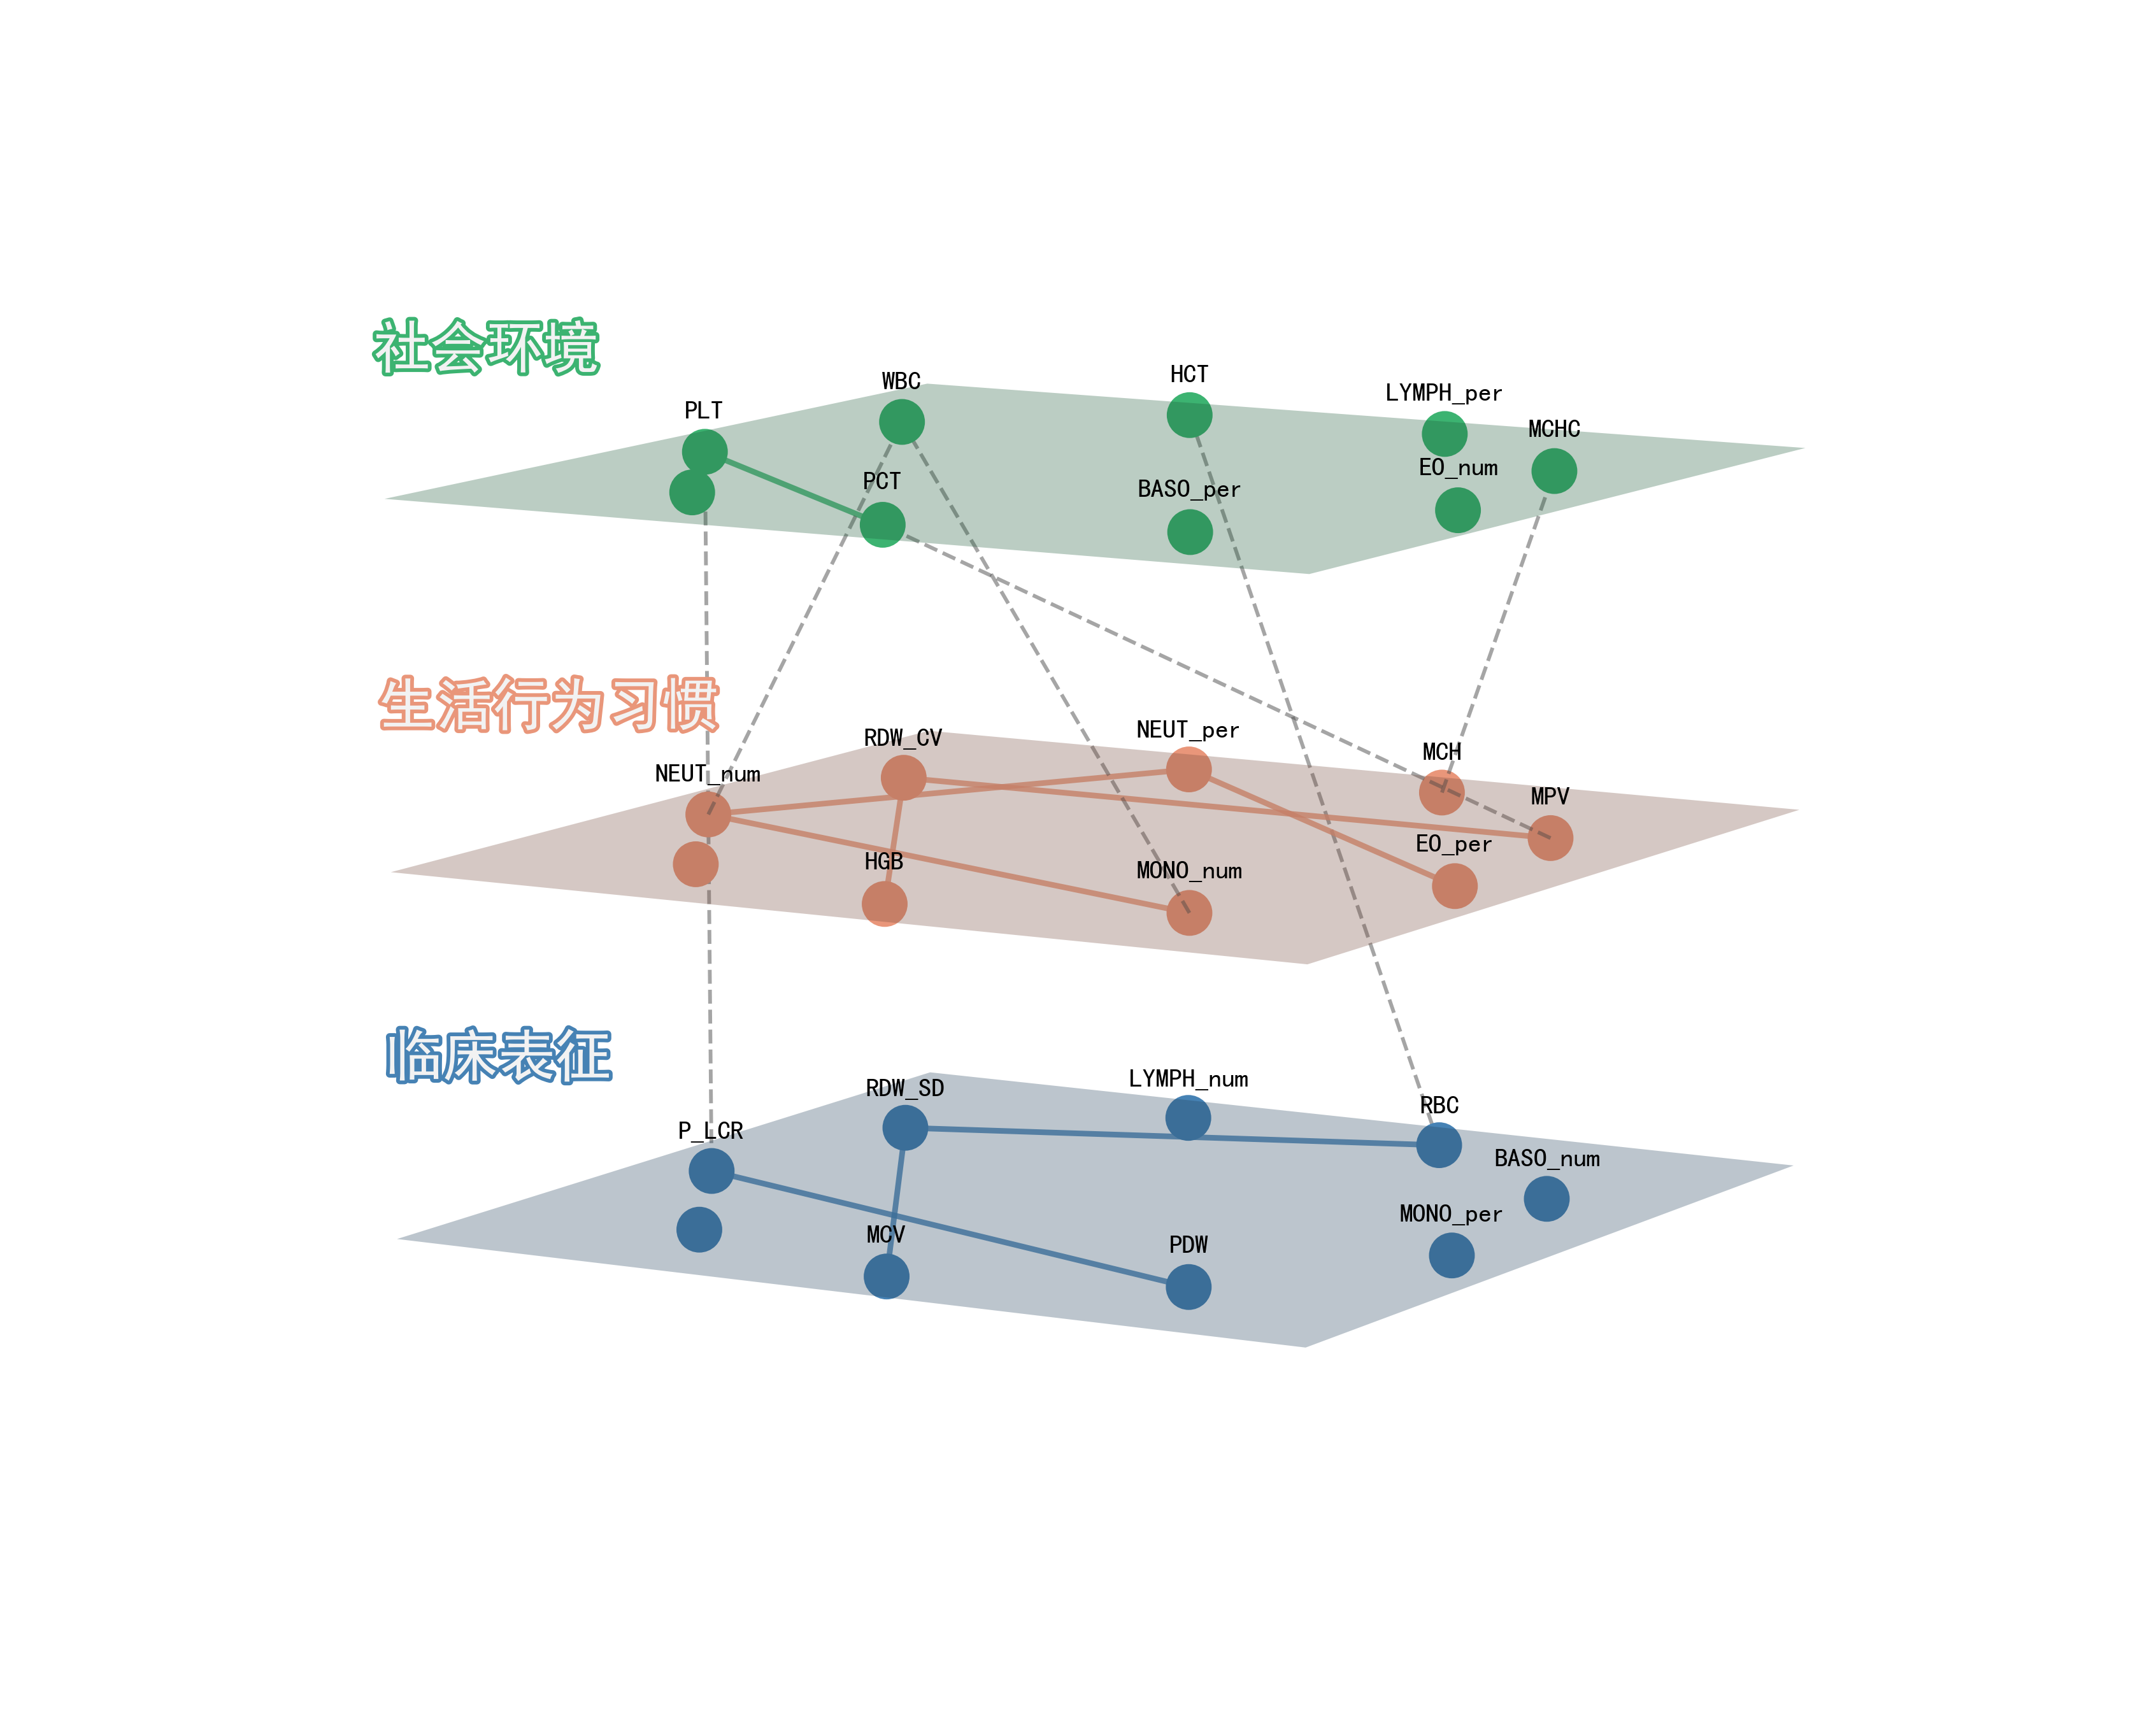 社会环境
PLT
WBC
HCT
LYMPH_per
MCHC
PCT
BASO_per
EO_num
生活行为习惯
NEUT_num
RDW_CV
NEUT_per
MCH
MPV
HGB
MONO_num
EO_per
临床表征
P_LCR
RDW_SD
LYMPH_num
RBC
BASO_num
MCV
PDW
MONO_per